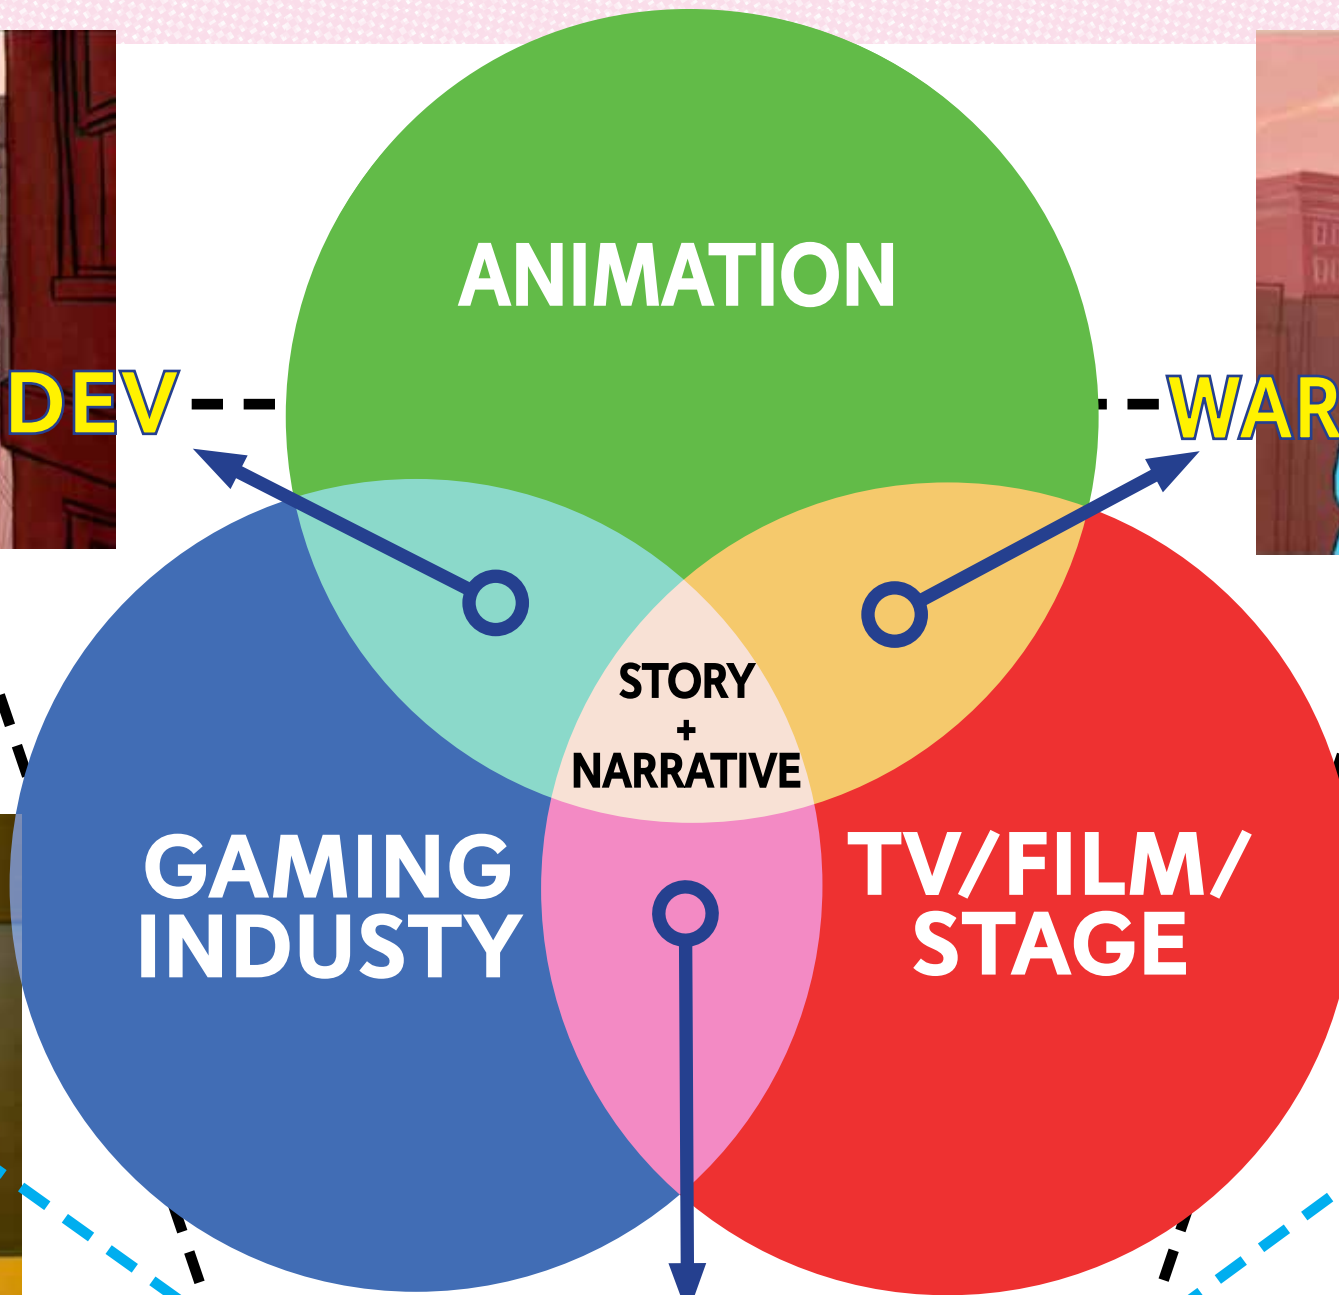 ANIMATION
DEV
WAR
STORY
+
NARRATIVE
GAMING
INDUSTY
TV/FILM/
STAGE